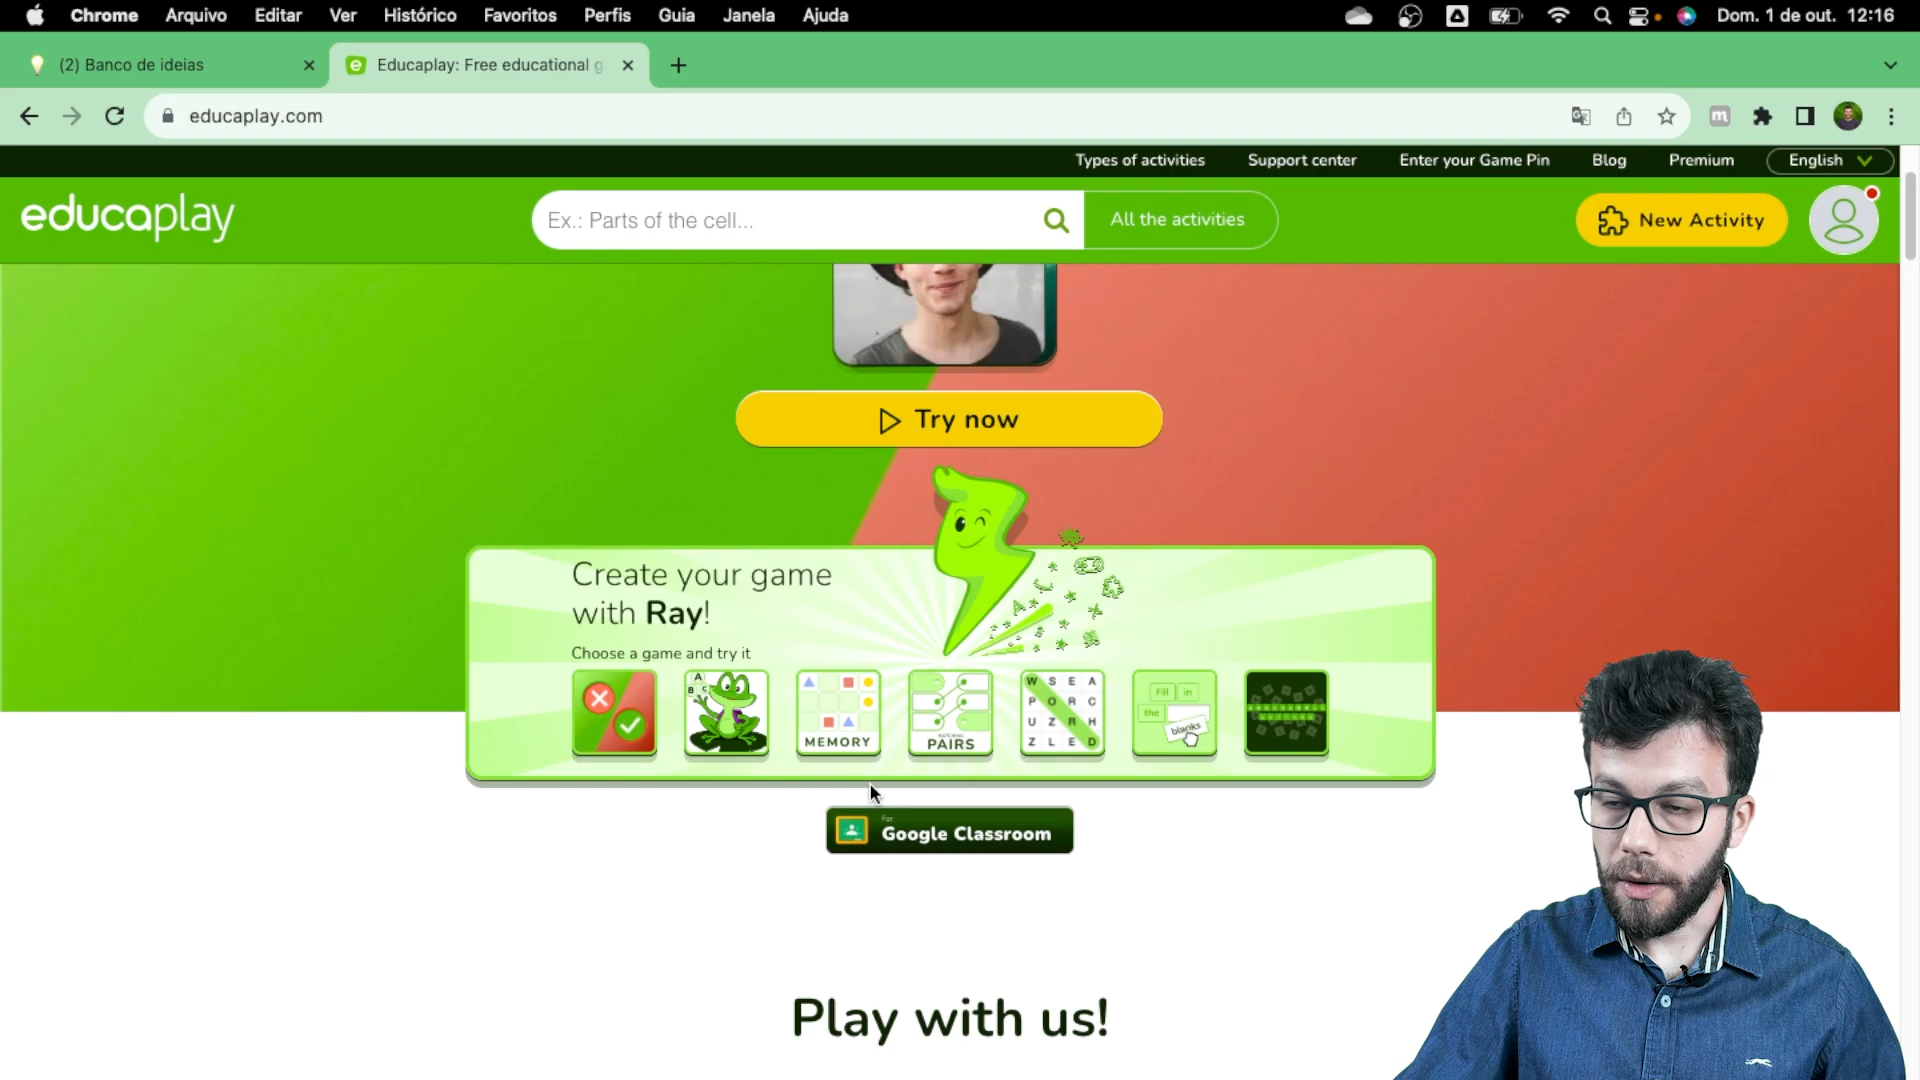 Chrome Arquivo Editar Ver Histórico Favoritos Perfis Guia Janela Ajuda Dom. 1 de out. 12:16
(2) Banco de ideias Educaplay: Free educational g
educaplay.com
Types of activities Support center Enter your Game Pin Blog Premium English
educaplay Ex.: Parts of the cell... All the activities New Activity
Try now
Create your game
with Ray!
Choose a game and try it
A
B C
MEMORY
PAIRS
W S E A
P O R C
U Z R H
Z L E D
Fill in
the
blanks
For
Google Classroom
Play with us!